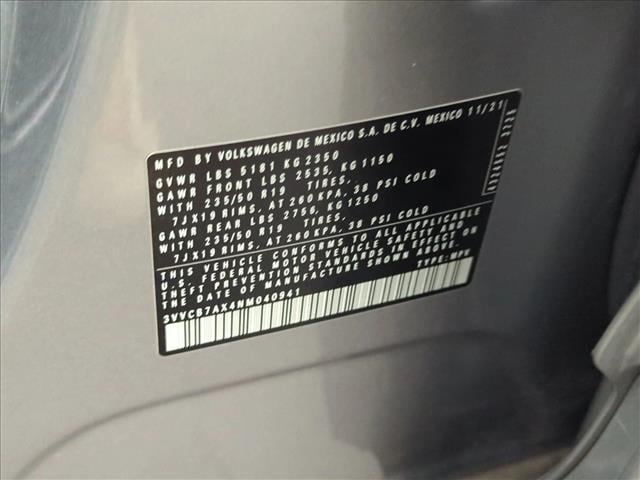 MFD BY VOLKSWAGEN DE MEXICO S.A. DE C.V. MEXICO 11/21
GVWR LBS 5181 KG 2350
GAWR FRONT LBS 2535, KG 1150
WITH 235/50 R19 TIRES,
7JX19 RIMS, AT 260 KPA, 38 PSI COLD
GAWR REAR LBS 2756, KG 1250
WITH 235/50 R19 TIRES,
7JX19 RIMS, AT 260 KPA, 38 PSI COLD
THIS VEHICLE CONFORMS TO ALL APPLICABLE
U.S. FEDERAL MOTOR VEHICLE SAFETY AND
THEFT PREVENTION STANDARDS IN EFFECT ON
THE DATE OF MANUFACTURE SHOWN ABOVE.
3VVCB7AX4NM040941 TYPE: MPV